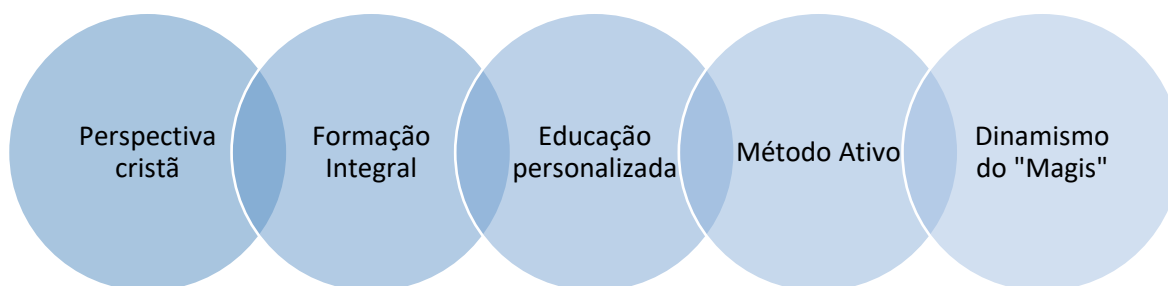 Perspectiva
cristã
Formação
Integral
Educação
personalizada
Método Ativo
Dinamismo
do "Magis"